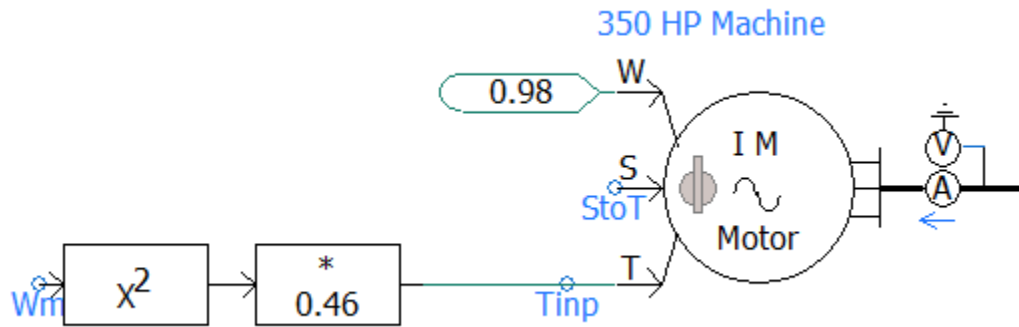 350 HP Machine
W
0.98
I M
V
S
A
StoT
Motor
T
*
X²
0.46
Wm
Tinp